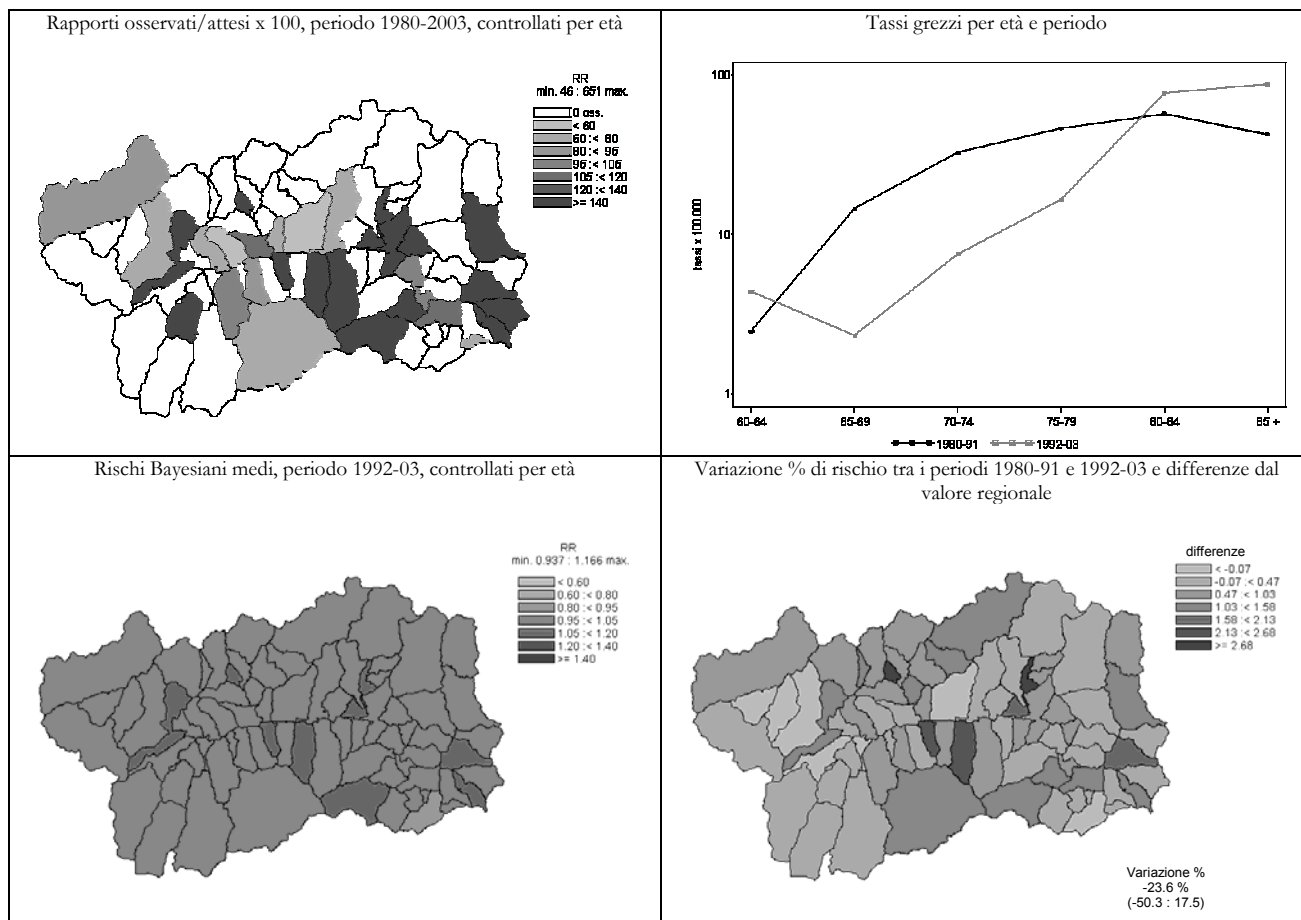 Rapporti osservati/attesi x 100, periodo 1980-2003, controllati per età
RR
min. 46 : 651 max.
0 oss.
< 60
60 :< 80
80 :< 95
95 :< 105
105 :< 120
120 :< 140
>= 140
Tassi grezzi per età e periodo
100
10
1
tassi x 100.000
60-64
65-69
70-74
75-79
80-84
85 +
1980-91
1992-03
Rischi Bayesiani medi, periodo 1992-03, controllati per età
RR
min. 0.937 : 1.166 max.
< 0.60
0.60 :< 0.80
0.80 :< 0.95
0.95 :< 1.05
1.05 :< 1.20
1.20 :< 1.40
>= 1.40
Variazione % di rischio tra i periodi 1980-91 e 1992-03 e differenze dal
valore regionale
differenze
< -0.07
-0.07 :< 0.47
0.47 :< 1.03
1.03 :< 1.58
1.58 :< 2.13
2.13 :< 2.68
>= 2.68
Variazione %
-23.6 %
(-50.3 : 17.5)